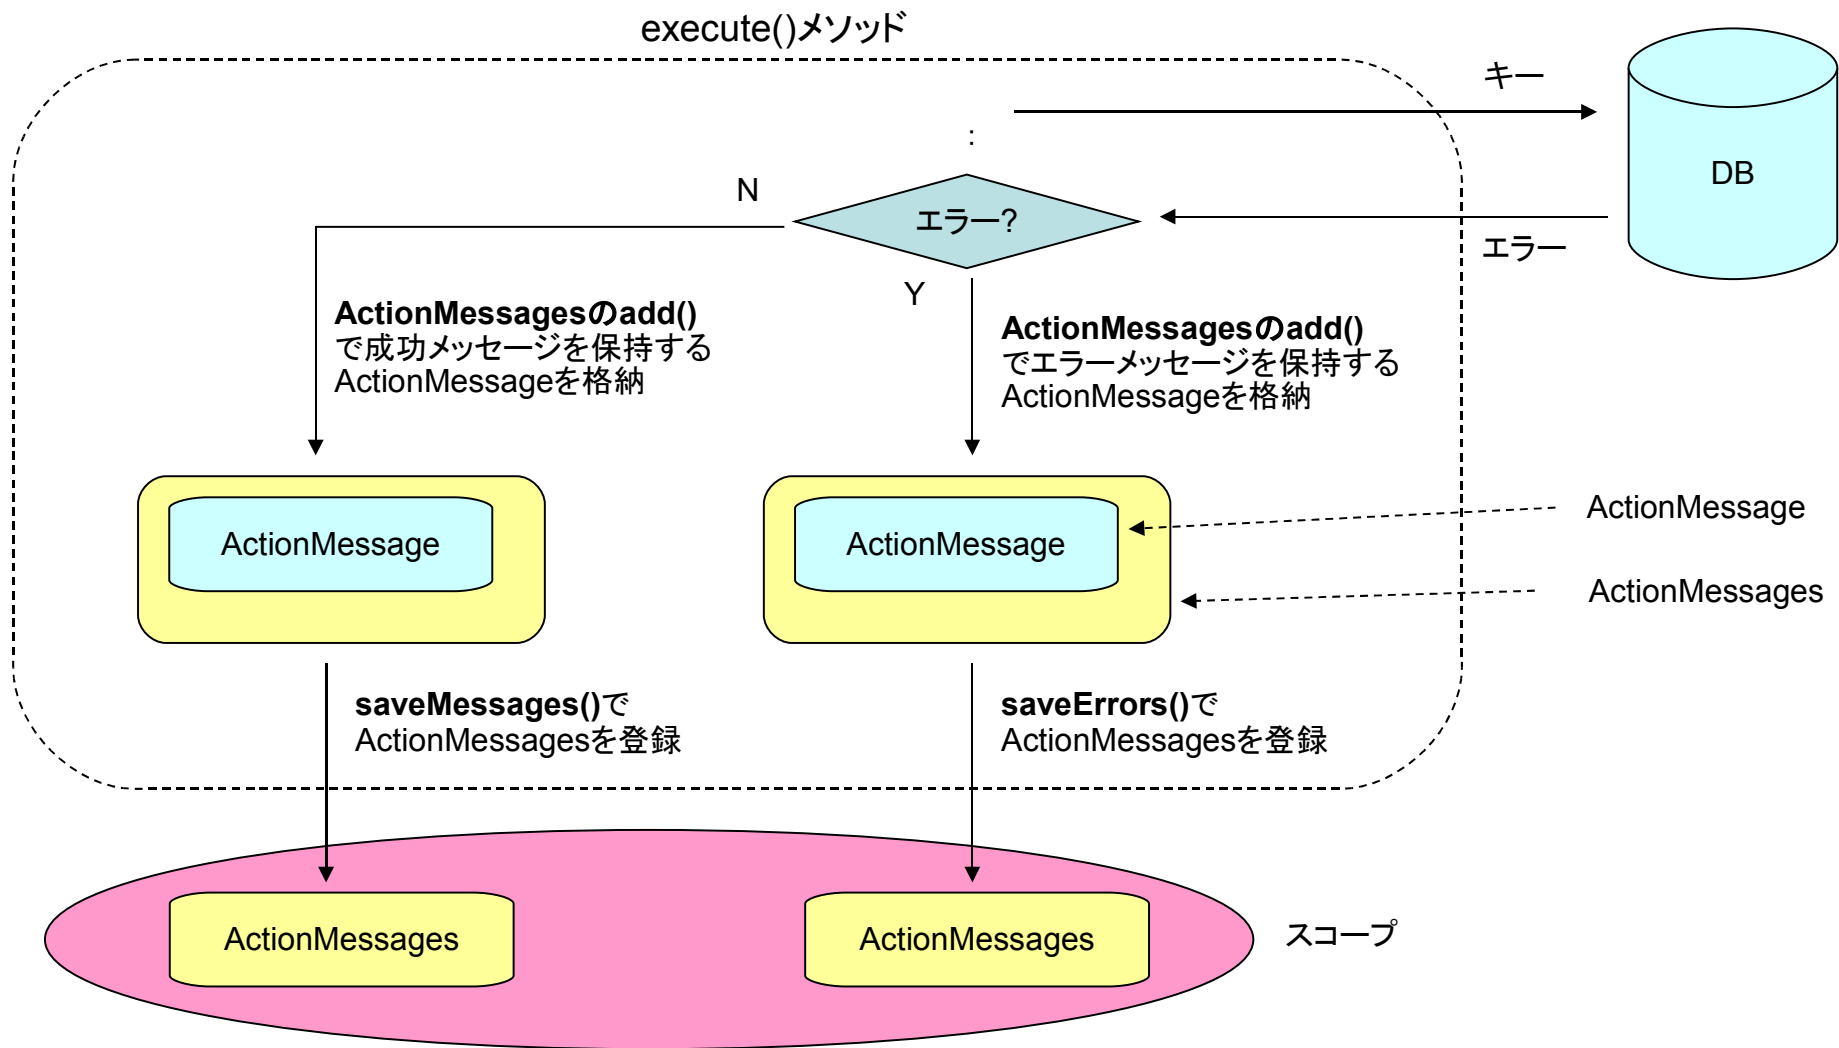 execute()メソッド
キー
:
DB
N
エラー?
エラー
Y
ActionMessagesのadd()
で成功メッセージを保持する
ActionMessageを格納
ActionMessagesのadd()
でエラーメッセージを保持する
ActionMessageを格納
ActionMessage
ActionMessage
ActionMessage
ActionMessages
saveMessages()で
ActionMessagesを登録
saveErrors()で
ActionMessagesを登録
ActionMessages
ActionMessages
スコープ